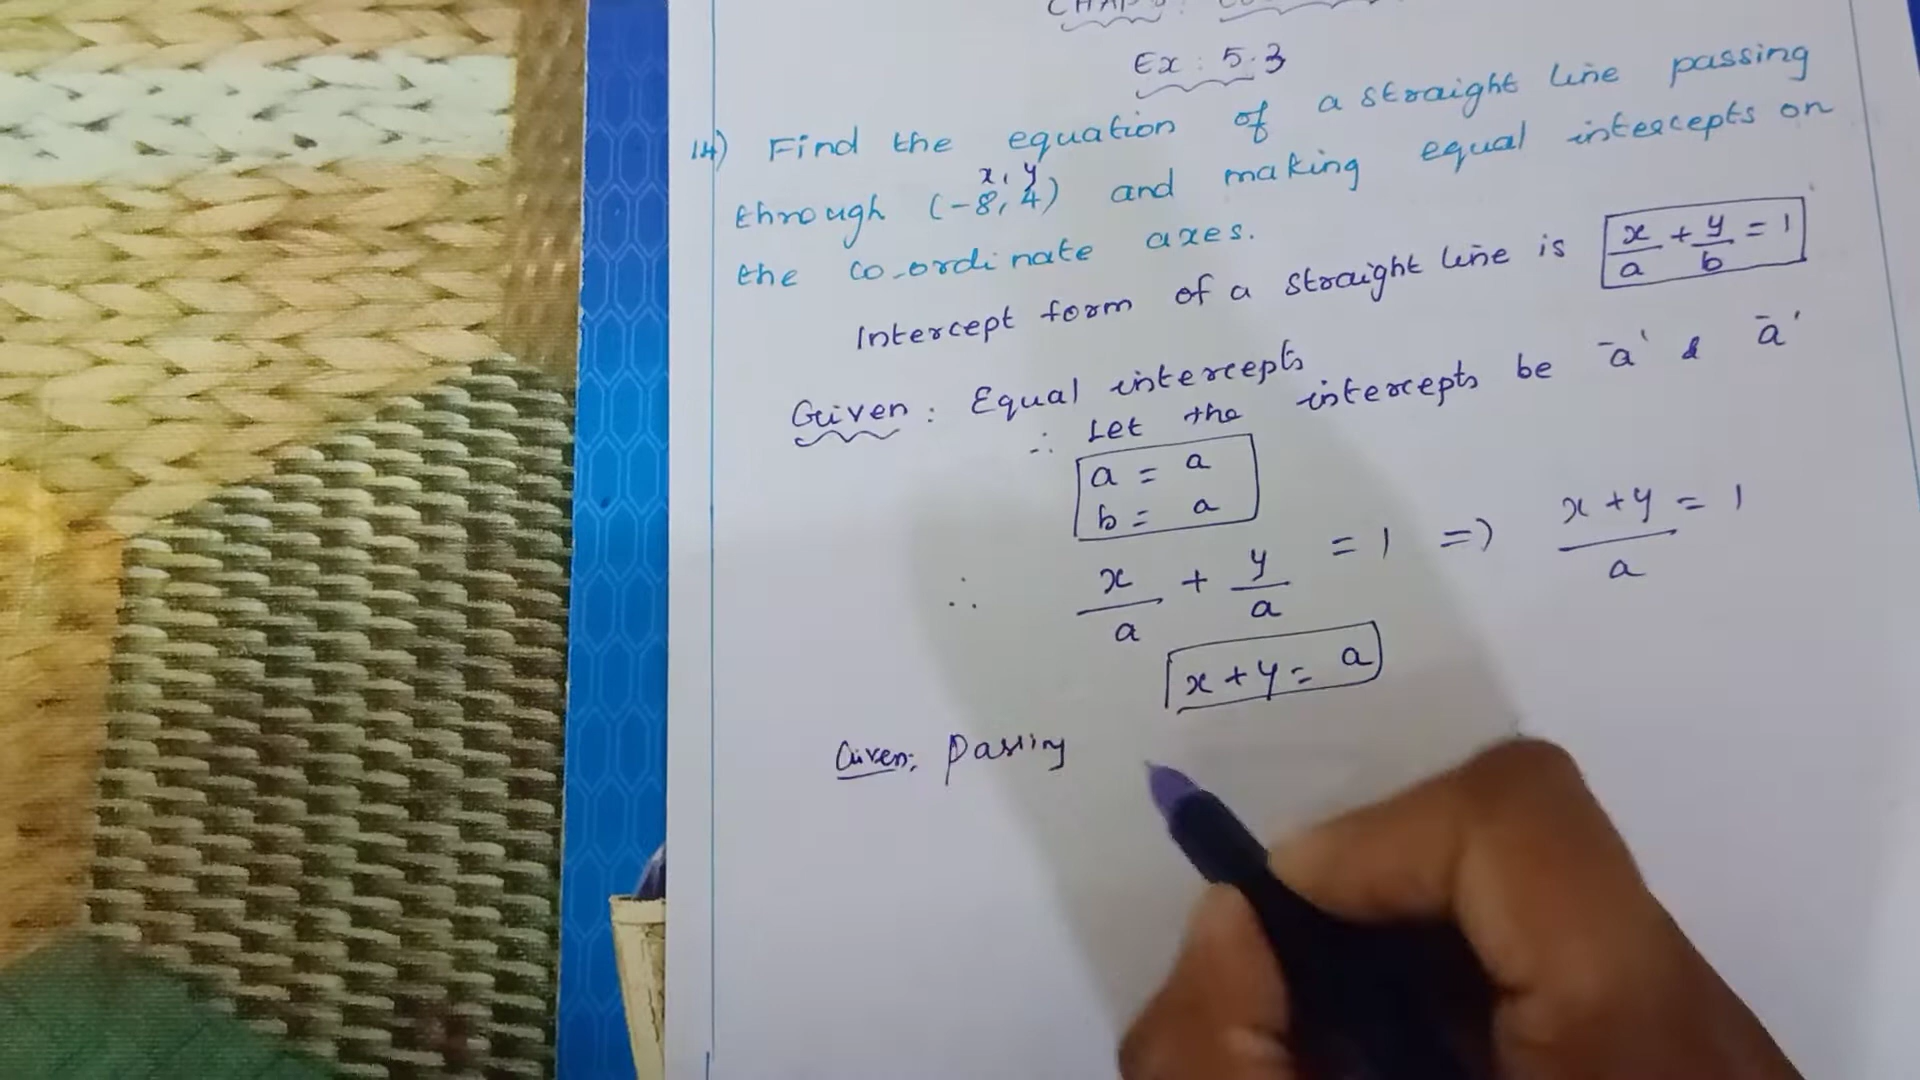 Ex : 5.3
14) Find the equation of a straight line passing
x, y
through (-8, 4) and making equal intercepts on
the co-ordinate axes.
Intercept form of a straight line is x/a + y/b = 1
Given : Equal intercepts
∴ Let the intercepts be 'a' & 'a'
a = a
b = a
∴ x/a + y/a = 1 => x+y/a = 1
x + y = a
Given: passing